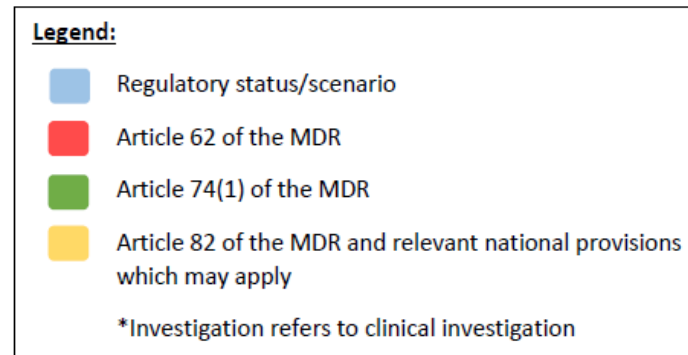 Legend:
Regulatory status/scenario
Article 62 of the MDR
Article 74(1) of the MDR
Article 82 of the MDR and relevant national provisions
which may apply
*Investigation refers to clinical investigation